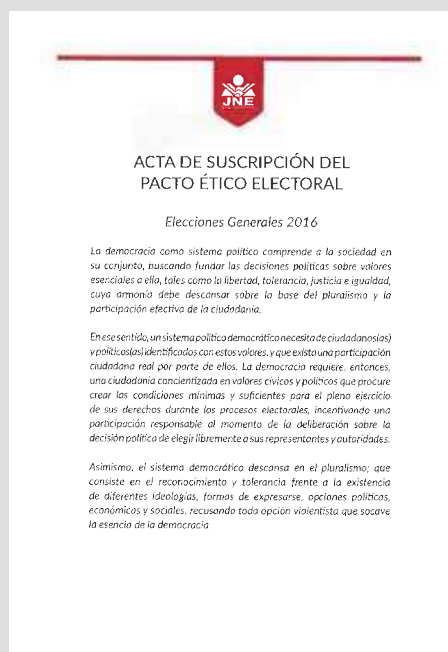 JNE
ACTA DE SUSCRIPCIÓN DEL
PACTO ÉTICO ELECTORAL
Elecciones Generales 2016
La democracia como sistema político comprende a la sociedad en
su conjunto, buscando fundar las decisiones políticas sobre valores
esenciales a ella, tales como la libertad, tolerancia, justicia e igualdad,
cuya armonía debe descansar sobre la base del pluralismo y la
participación efectiva de la ciudadanía.
En ese sentido, un sistema político democrático necesita de ciudadanos(as)
y políticos(as) identificados con estos valores, y que exista una participación
ciudadana real por parte de ellos. La democracia requiere, entonces,
una ciudadanía concientizada en valores cívicos y políticos que procure
crear las condiciones mínimas y suficientes para el pleno ejercicio
de sus derechos durante los procesos electorales, incentivando una
participación responsable al momento de la deliberación sobre la
decisión política de elegir libremente a sus representantes y autoridades.
Asimismo, el sistema democrático descansa en el pluralismo; que
consiste en el reconocimiento y tolerancia frente a la existencia
de diferentes ideologías, formas de expresarse, opciones políticas,
económicas y sociales, recusando toda opción violentista que socave
la esencia de la democracia